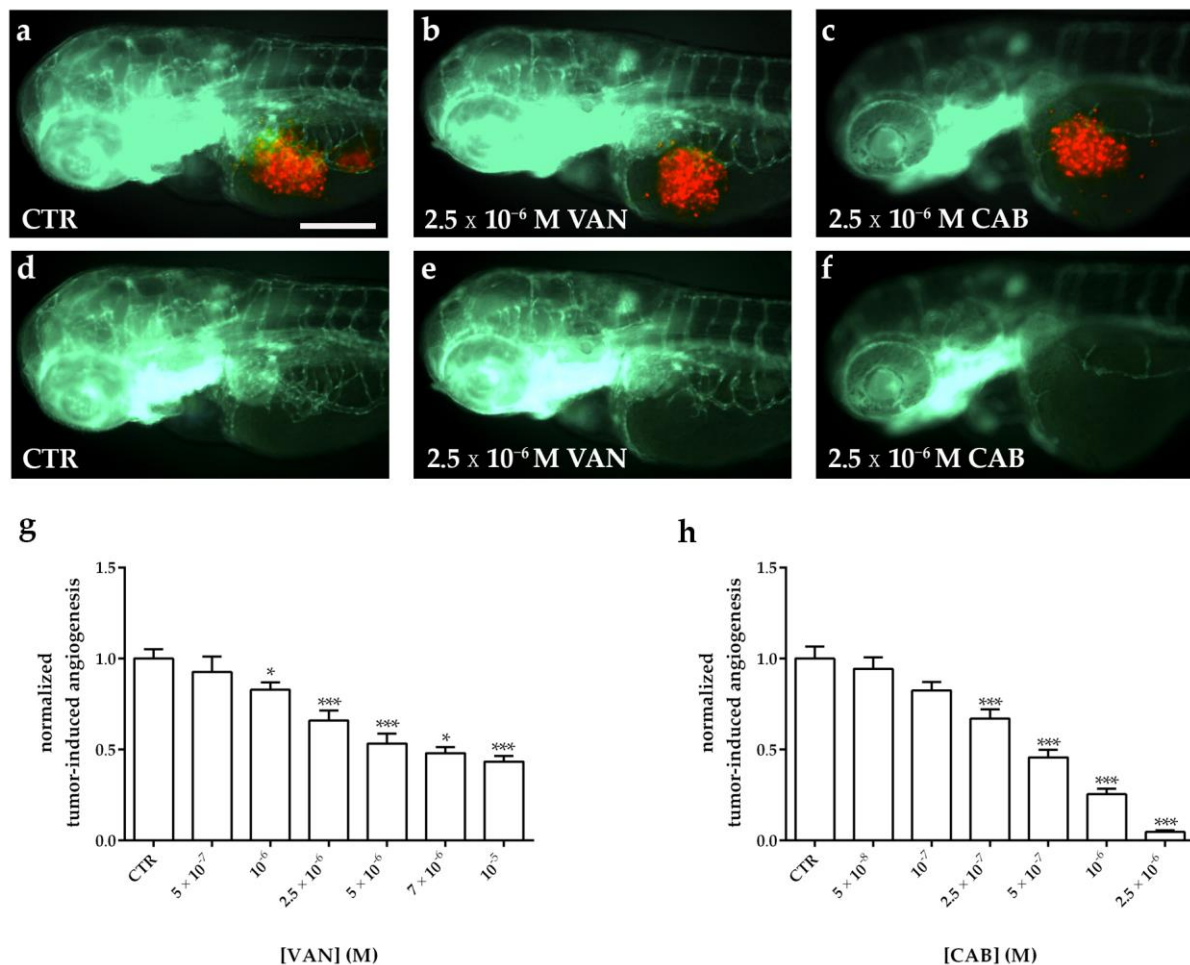 a
b
c
CTR
2.5 x 10⁻⁶ M VAN
2.5 x 10⁻⁶ M CAB
d
e
f
CTR
2.5 x 10⁻⁶ M VAN
2.5 x 10⁻⁶ M CAB
g
normalized
tumor-induced angiogenesis
1.5
1.0
0.5
0.0
*
***
***
*
***
CTR
5 × 10⁻⁷
10⁻⁶
2.5 × 10⁻⁶
5 × 10⁻⁶
7 × 10⁻⁶
10⁻⁵
[VAN] (M)
h
normalized
tumor-induced angiogenesis
1.5
1.0
0.5
0.0
***
***
***
***
CTR
5 × 10⁻⁸
10⁻⁷
2.5 × 10⁻⁷
5 × 10⁻⁷
10⁻⁶
2.5 × 10⁻⁶
[CAB] (M)